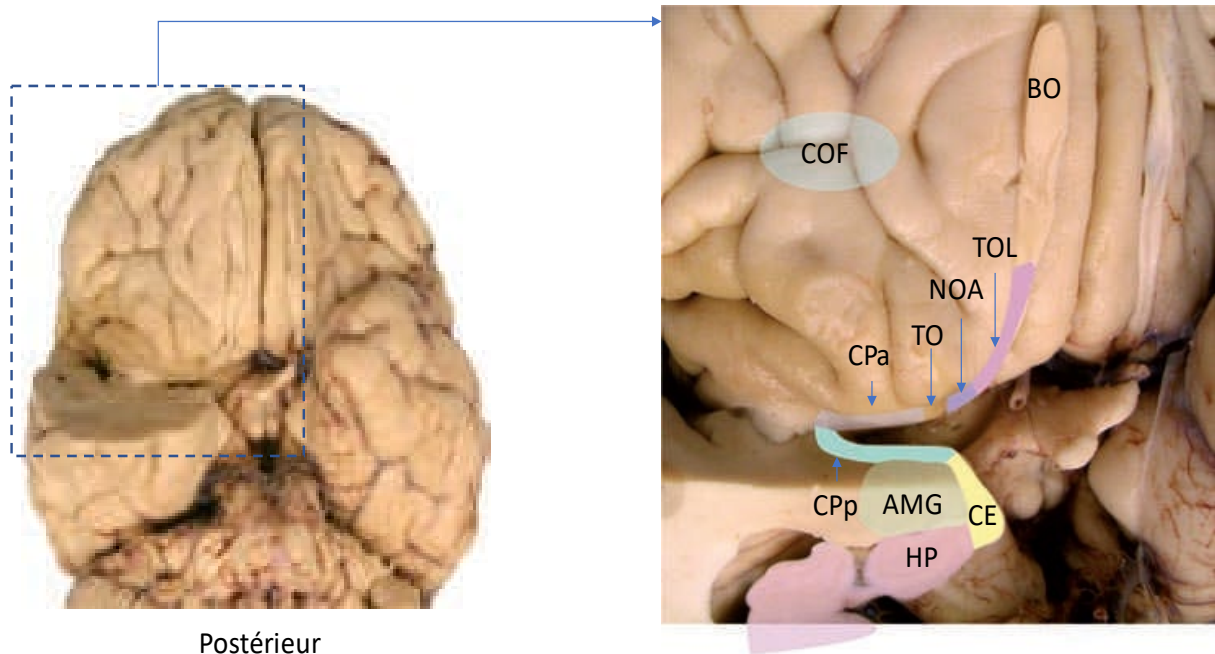 BO
COF
TOL
NOA
TO
CPa
CPp
AMG
CE
HP
Postérieur